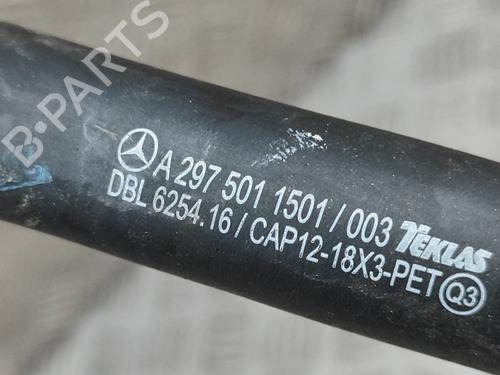 B-PARTS
A 297 501 1501 / 003 TEKLAS
DBL 6254.16 / CAP12-18X3-PET Q3